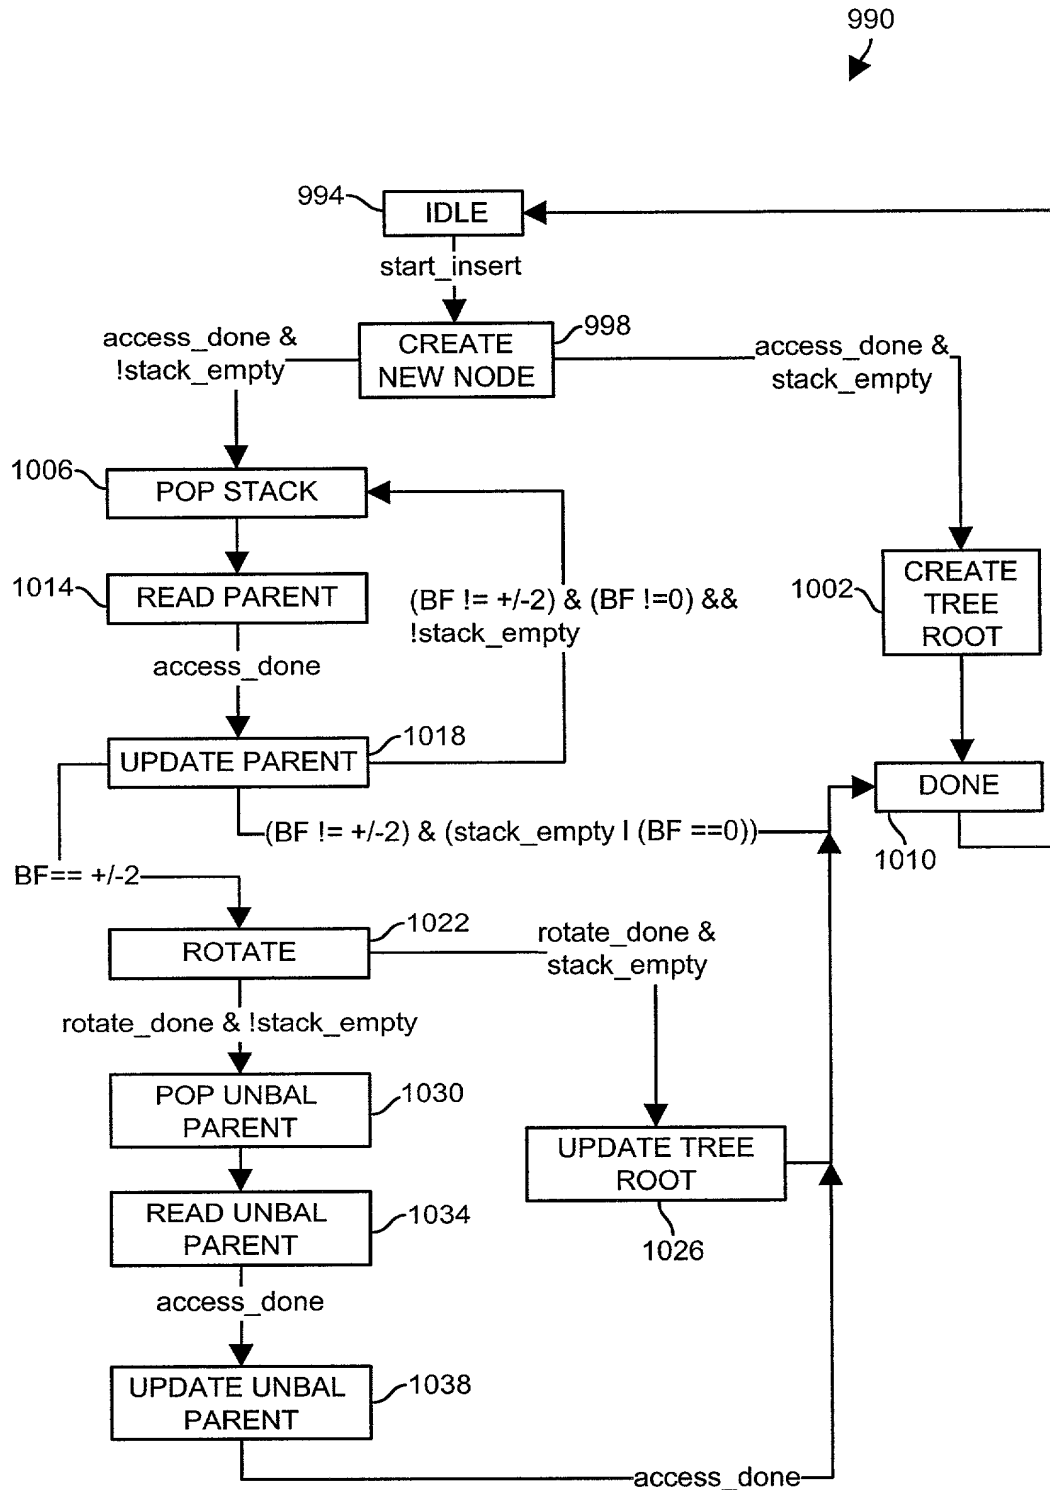 990
994
IDLE
start_insert
998
CREATE
NEW NODE
access_done &
!stack_empty
access_done &
stack_empty
1006
POP STACK
1014
READ PARENT
(BF != +/-2) & (BF !=0) &&
!stack_empty
1002
CREATE
TREE
ROOT
access_done
1018
UPDATE PARENT
DONE
1010
(BF != +/-2) & (stack_empty | (BF ==0))
BF== +/-2
1022
ROTATE
rotate_done &
stack_empty
rotate_done & !stack_empty
POP UNBAL
PARENT
1030
UPDATE TREE
ROOT
1026
READ UNBAL
PARENT
1034
access_done
UPDATE UNBAL
PARENT
1038
access_done